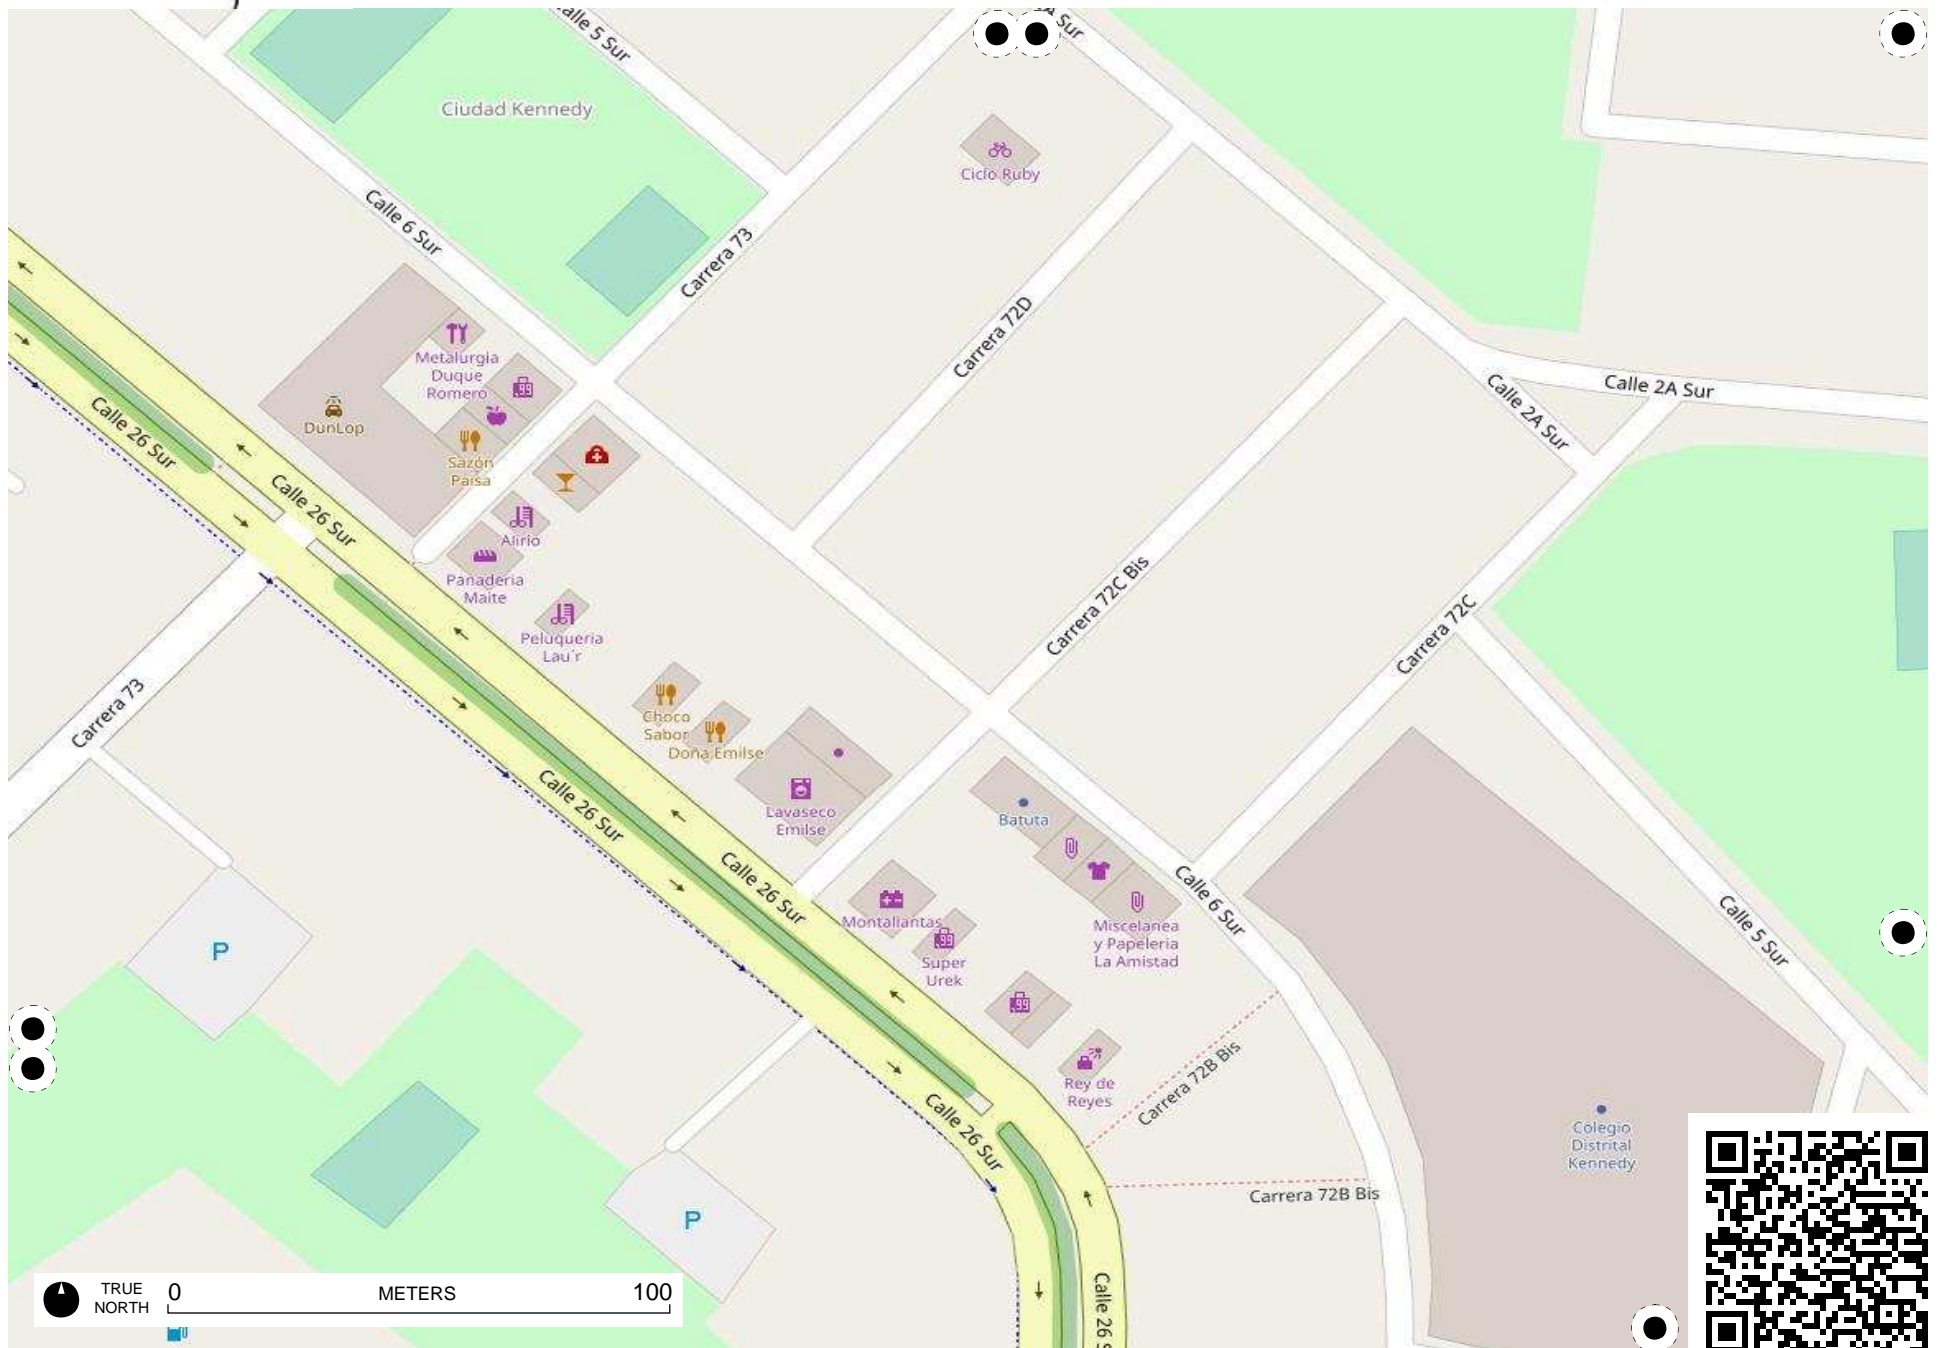 Calle 5 Sur
A Sur
Ciudad Kennedy
Ciclo Ruby
Calle 6 Sur
Carrera 73
Carrera 72D
Metalurgia
Duque
Romero
DunLop
Sazón
Paisa
Calle 2A Sur
Calle 2A Sur
Calle 26 Sur
Calle 26 Sur
Alirio
Panaderia
Maite
Peluqueria
Lau´r
Carrera 72C Bis
Carrera 72C
Carrera 73
Choco
Sabor
Doña Emilse
Calle 26 Sur
Lavaseco
Emilse
Batuta
Calle 26 Sur
Montallantas
Super
Urek
Miscelanea
y Papeleria
La Amistad
Calle 6 Sur
Calle 5 Sur
P
Rey de
Reyes
Carrera 72B Bis
Calle 26 Sur
Colegio
Distrital
Kennedy
Carrera 72B Bis
P
Calle 26 S
TRUE
NORTH
0 METERS 100